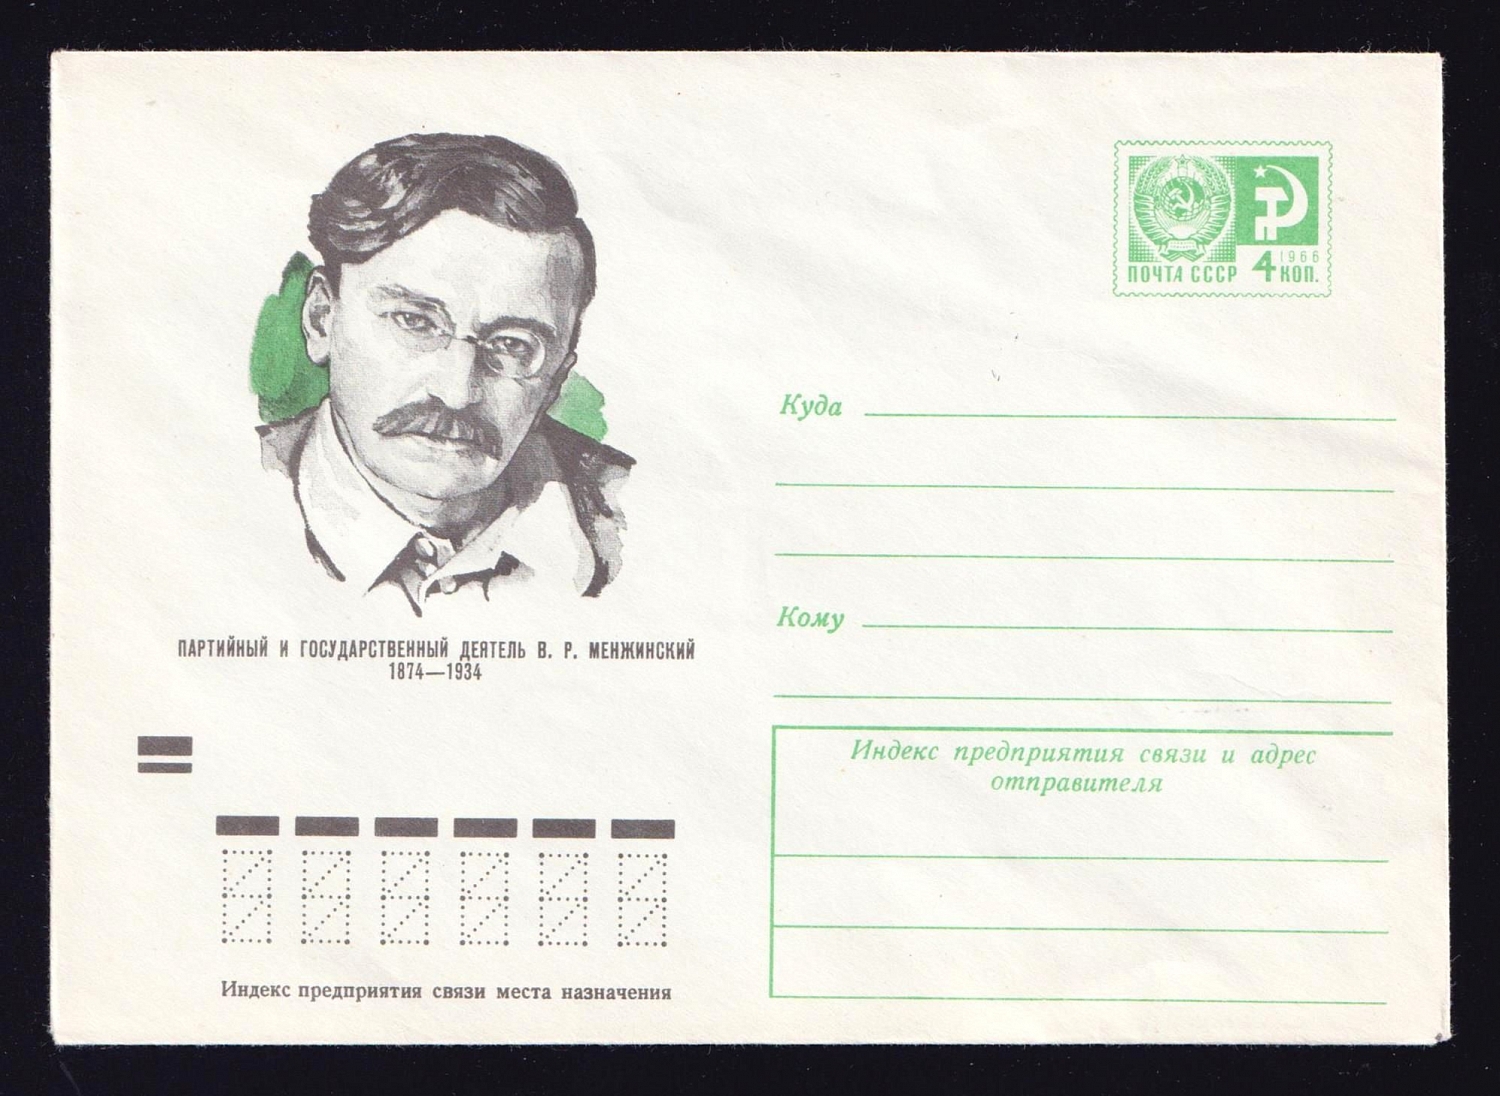 ПОЧТА СССР 4 1966 КОП.
Куда
Кому
ПАРТИЙНЫЙ И ГОСУДАРСТВЕННЫЙ ДЕЯТЕЛЬ В. Р. МЕНЖИНСКИЙ
1874—1934
Индекс предприятия связи и адрес
отправителя
Индекс предприятия связи места назначения